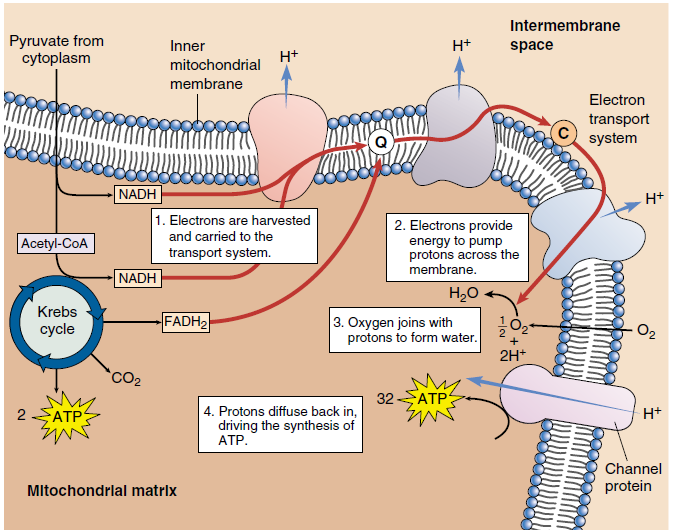 Pyruvate from
cytoplasm
Inner
mitochondrial
membrane
H+
H+
Intermembrane
space
Electron
transport
system
Q
C
NADH
H+
1. Electrons are harvested
and carried to the
transport system.
2. Electrons provide
energy to pump
protons across the
membrane.
Acetyl-CoA
NADH
H₂O
Krebs
cycle
FADH₂
3. Oxygen joins with
protons to form water.
½O₂
+
2H⁺
O₂
CO₂
2
ATP
4. Protons diffuse back in,
driving the synthesis of
ATP.
32
ATP
H+
Channel
protein
Mitochondrial matrix